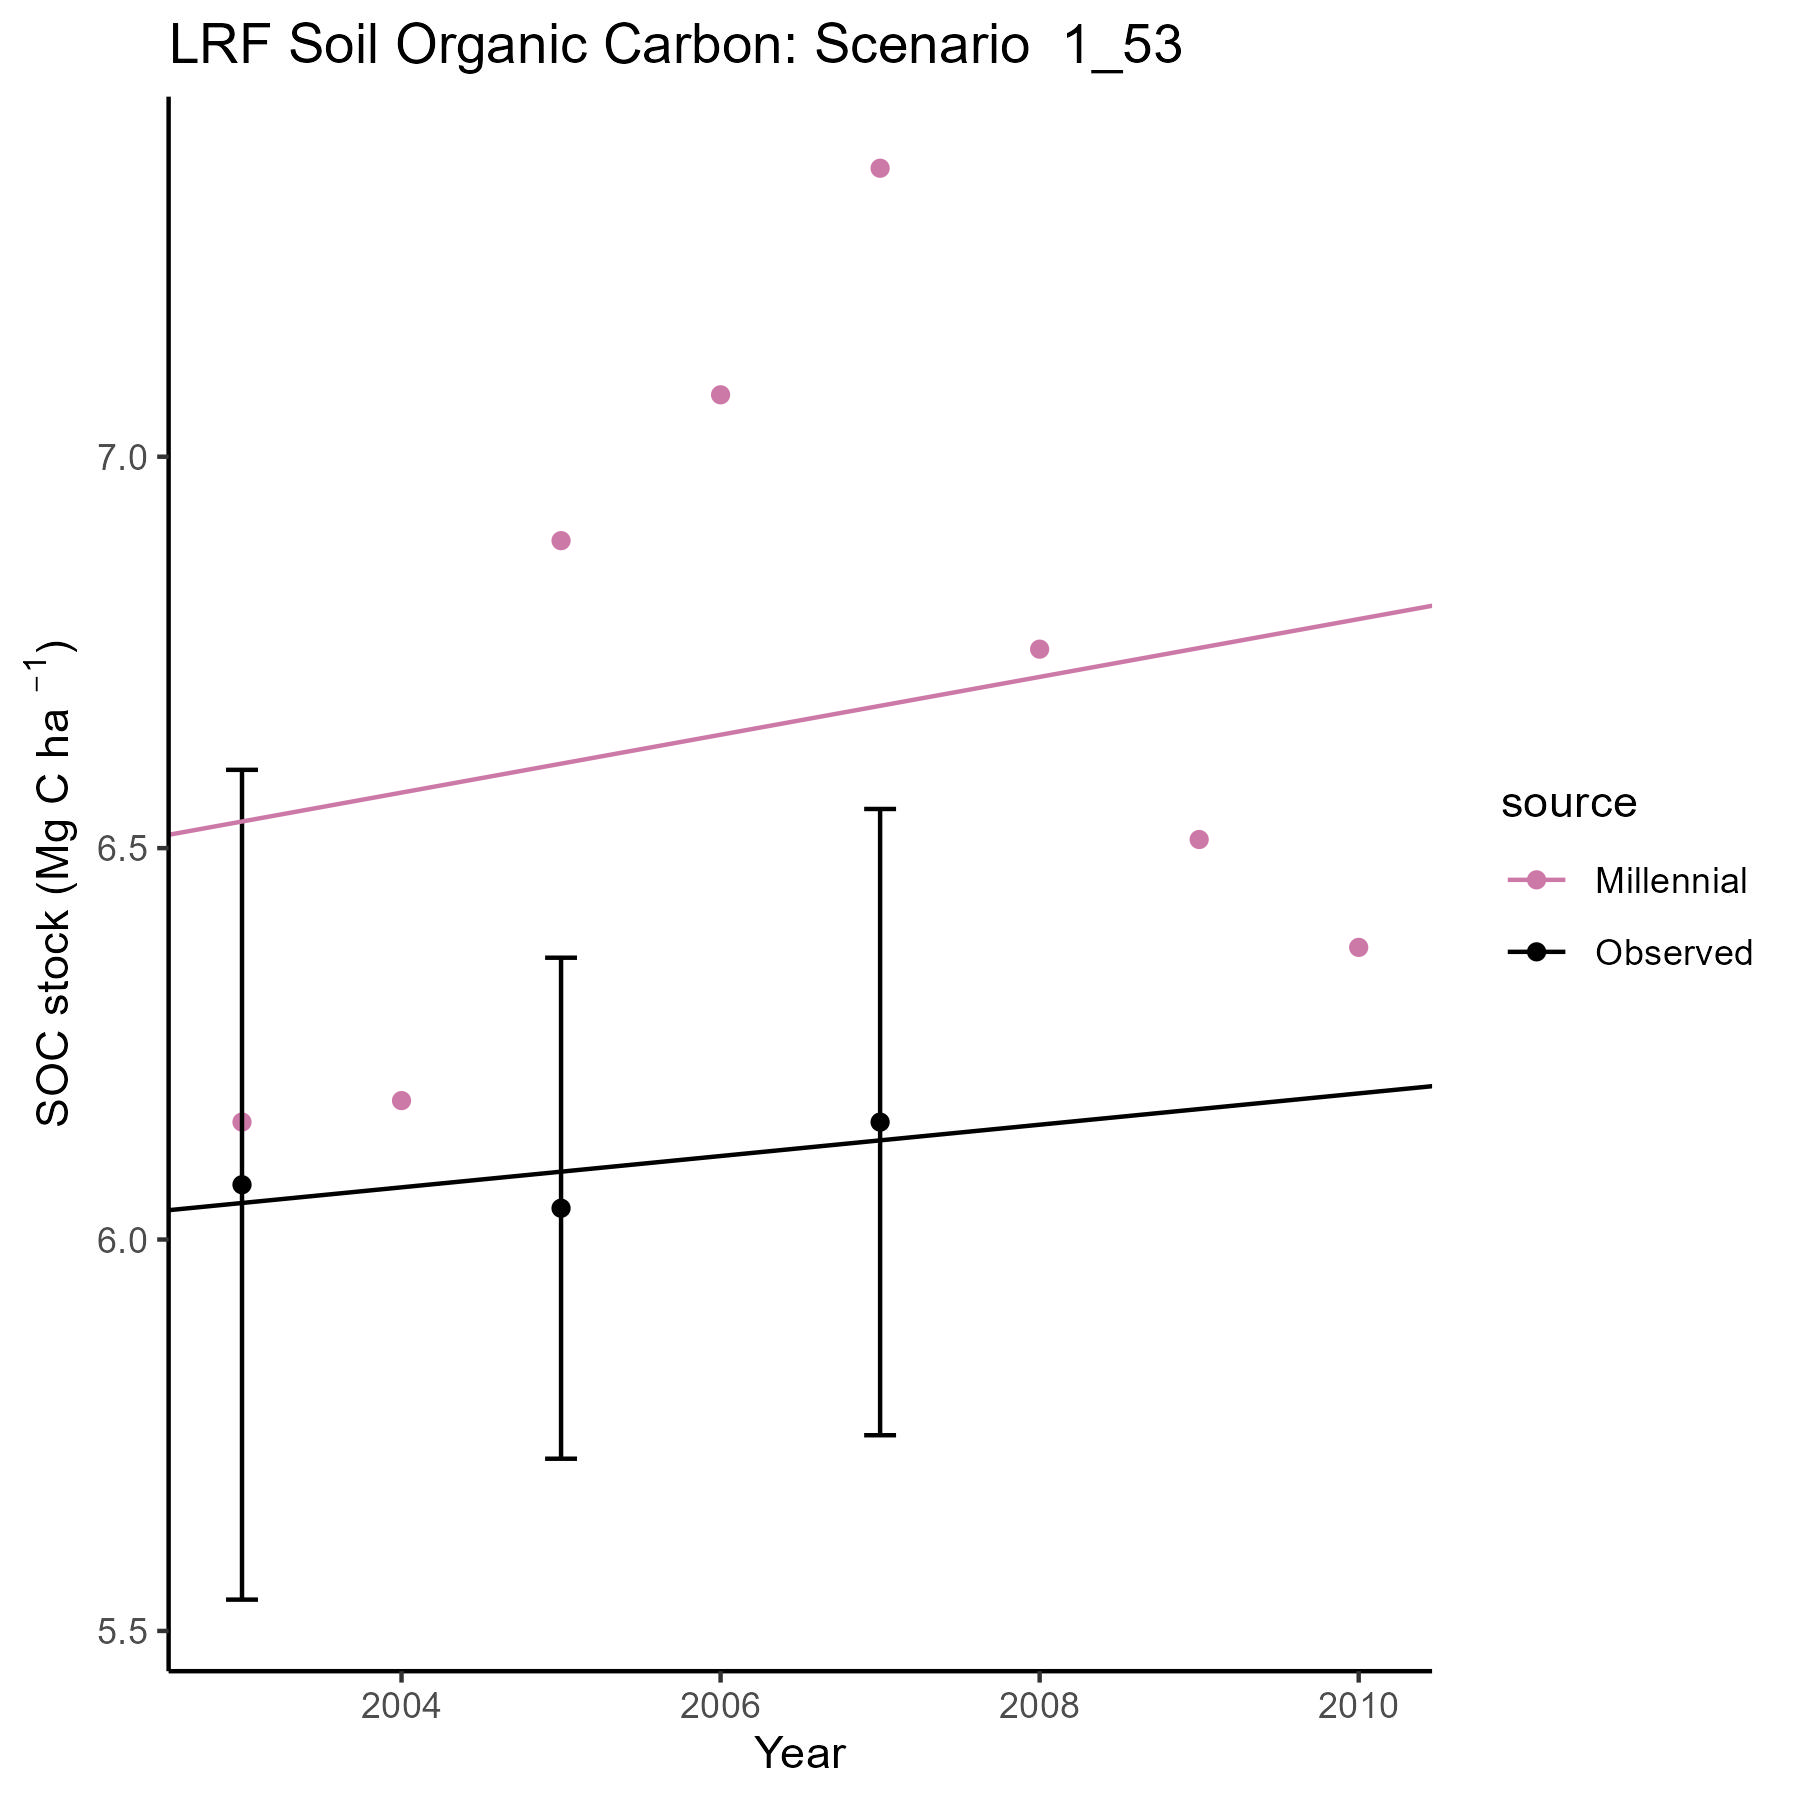 LRF Soil Organic Carbon: Scenario  1_53
SOC stock (Mg C ha ⁻¹)
7.0
6.5
6.0
5.5
2004
2006
2008
2010
Year
source
Millennial
Observed